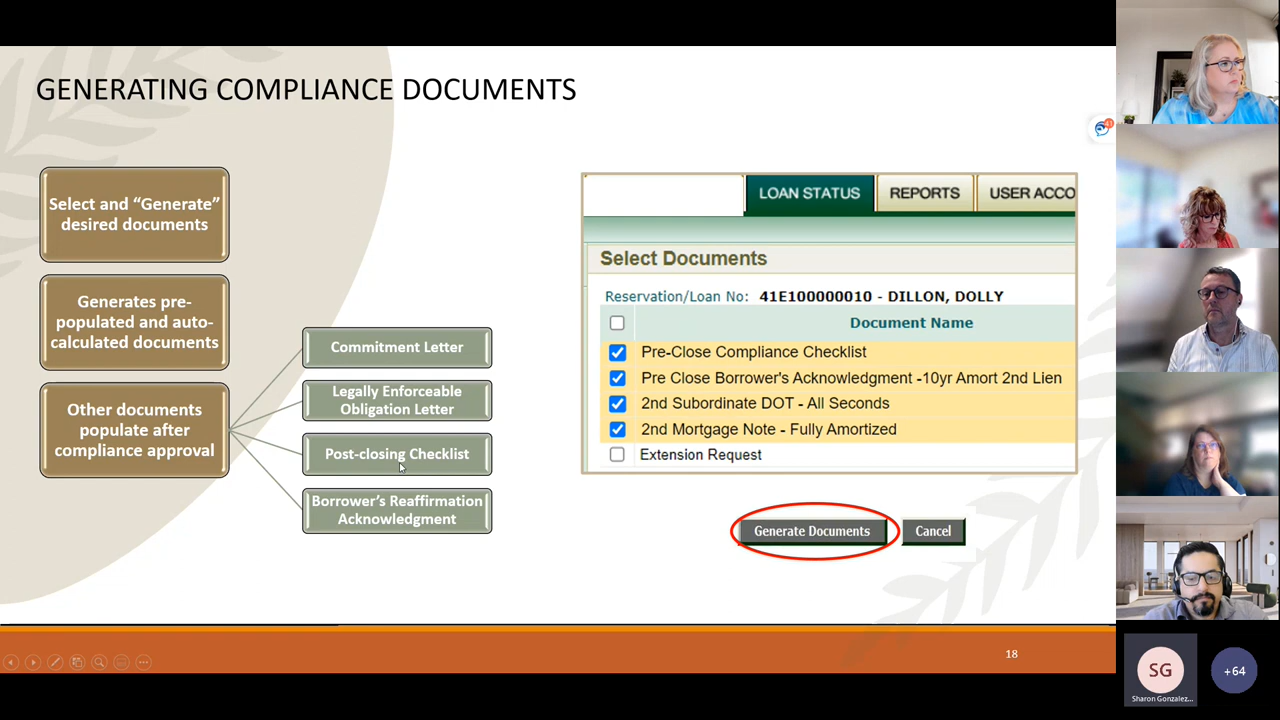 GENERATING COMPLIANCE DOCUMENTS
Select and “Generate”
desired documents
Generates pre-
populated and auto-
calculated documents
Other documents
populate after
compliance approval
Commitment Letter
Legally Enforceable
Obligation Letter
Post-closing Checklist
Borrower’s Reaffirmation
Acknowledgment
LOAN STATUS
REPORTS
USER ACCO
Select Documents
Reservation/Loan No: 41E100000010 - DILLON, DOLLY
Document Name
Pre-Close Compliance Checklist
Pre Close Borrower's Acknowledgment -10yr Amort 2nd Lien
2nd Subordinate DOT - All Seconds
2nd Mortgage Note - Fully Amortized
Extension Request
Generate Documents
Cancel
18
SG
Sharon Gonzalez...
+64